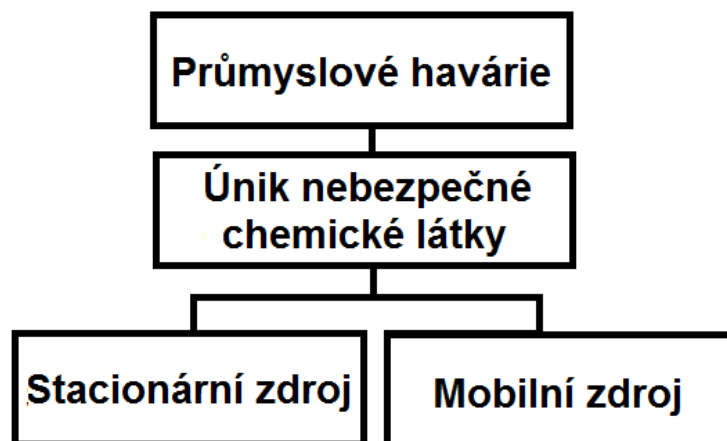 Průmyslové havárie
Únik nebezpečné
chemické látky
Stacionární zdroj
Mobilní zdroj